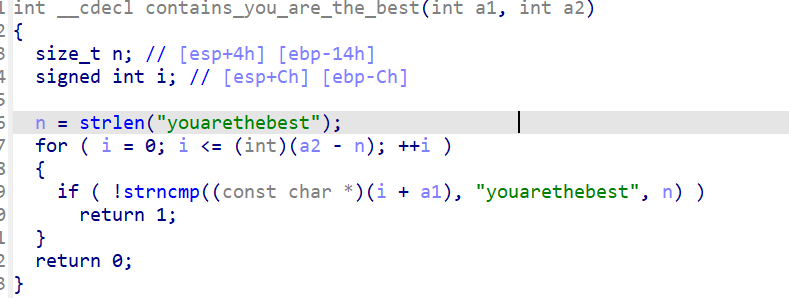 1 int __cdecl contains_you_are_the_best(int a1, int a2)
2 {
3 size_t n; // [esp+4h] [ebp-14h]
4 signed int i; // [esp+Ch] [ebp-Ch]
5
6 n = strlen("youarethebest");
7 for ( i = 0; i <= (int)(a2 - n); ++i )
8 {
9 if ( !strncmp((const char *)(i + a1), "youarethebest", n) )
0 return 1;
1 }
2 return 0;
3 }